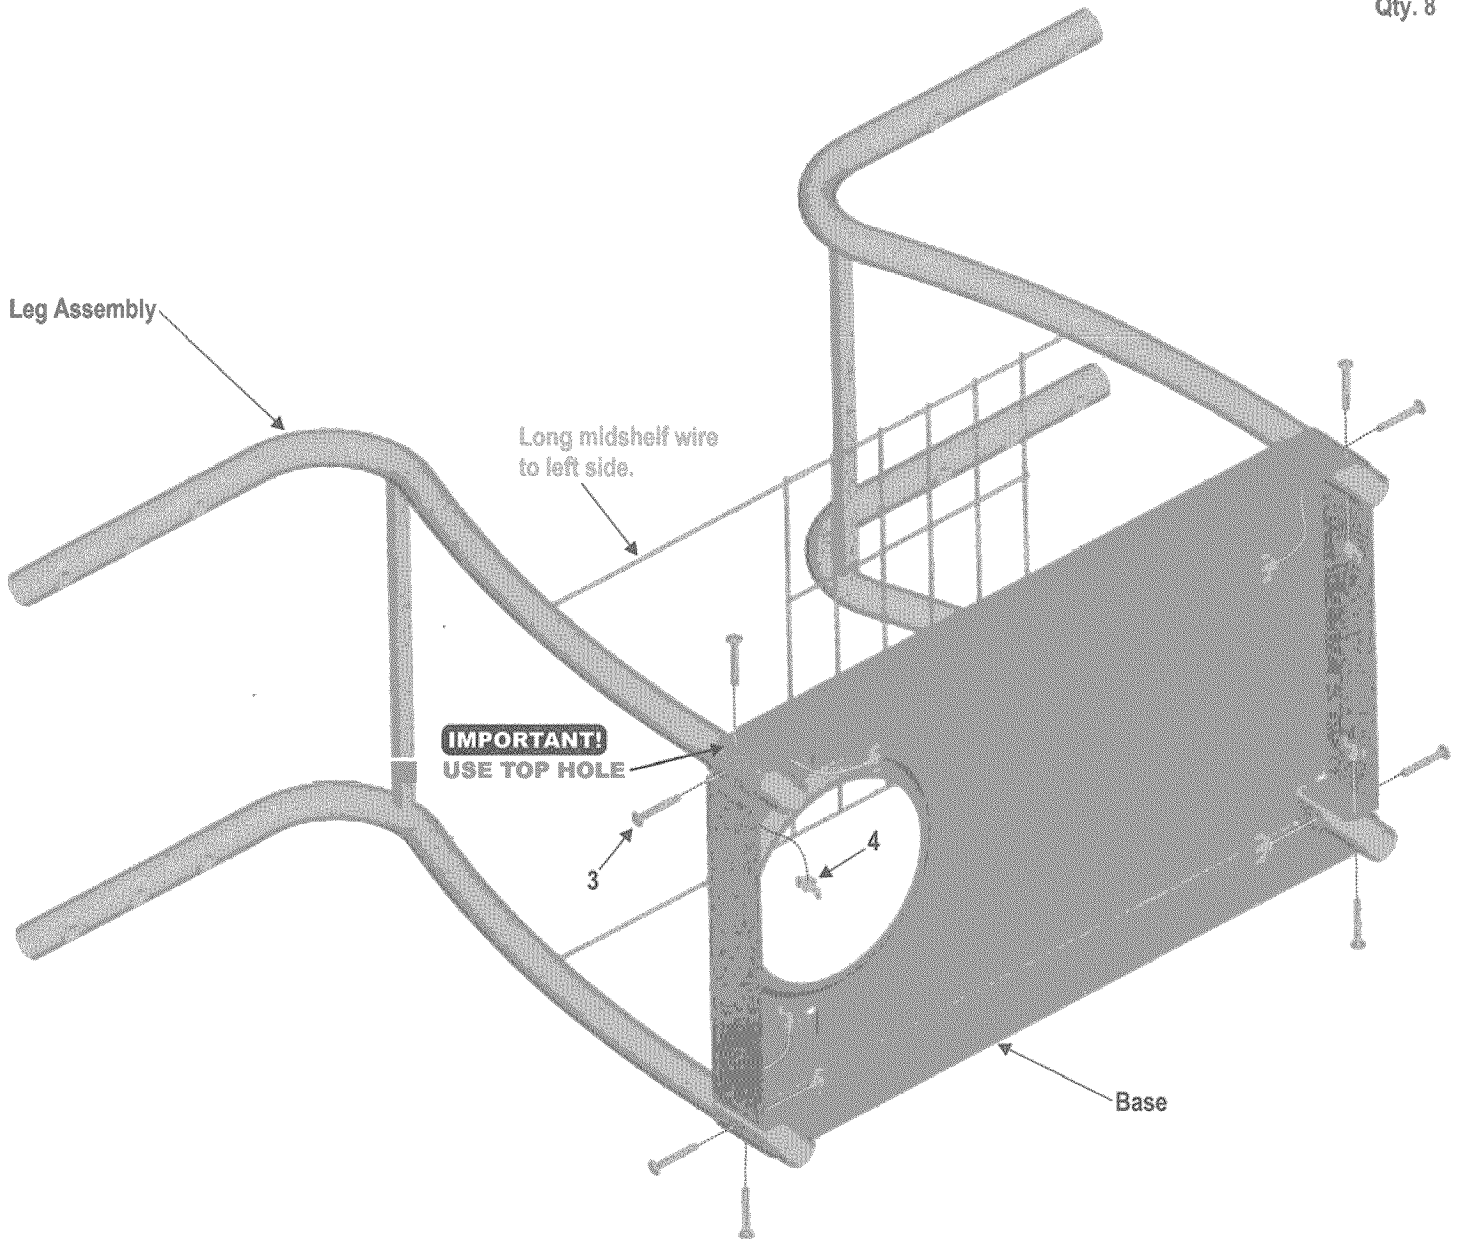 Qty. 8
Leg Assembly
Long midshelf wire
to left side.
IMPORTANT!
USE TOP HOLE
3
4
Base